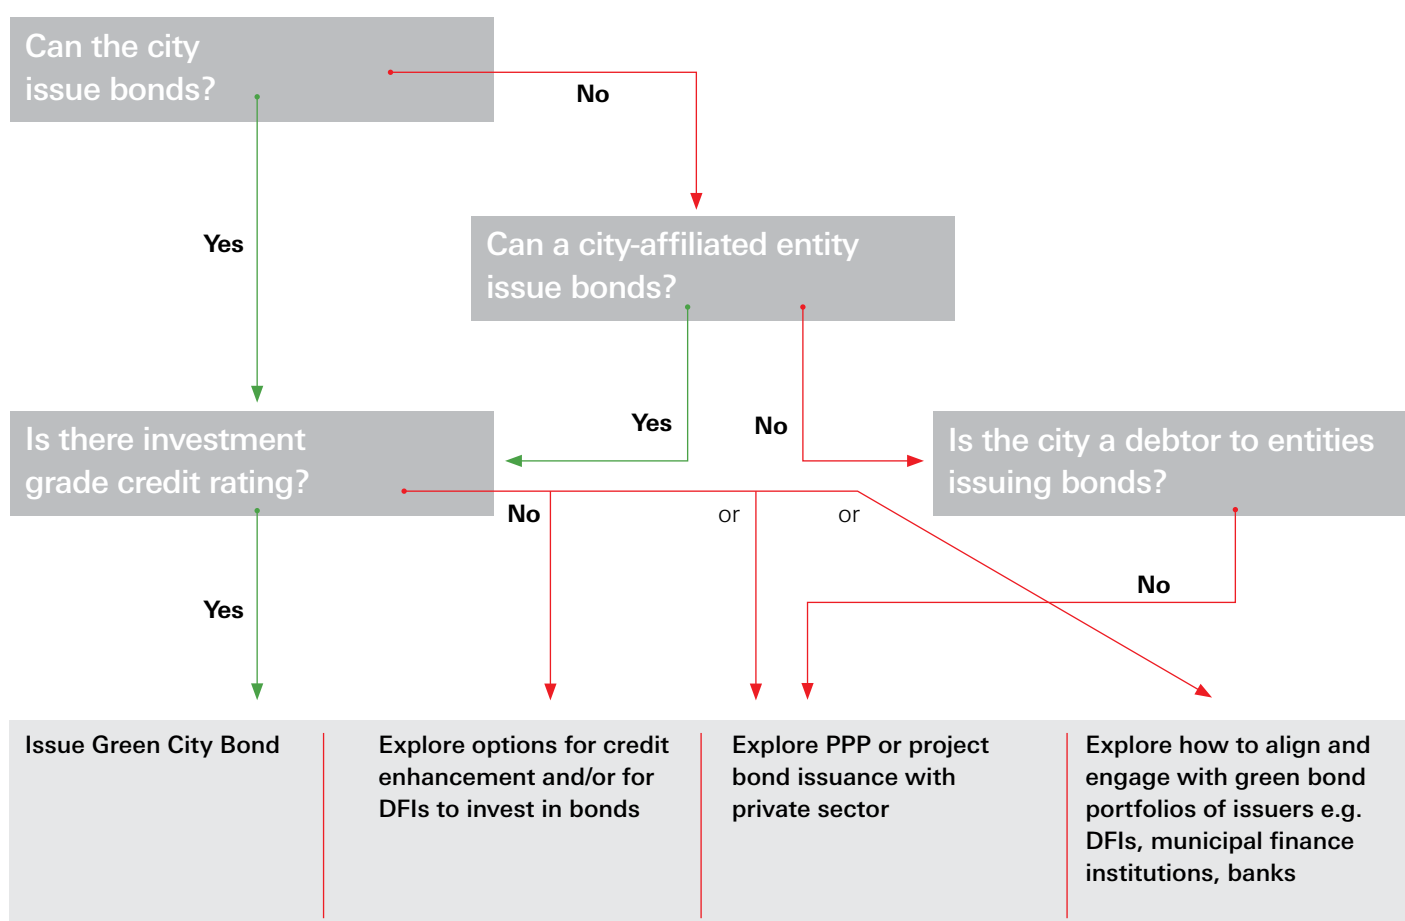 Can the city
issue bonds?
No
Yes
Can a city-affiliated entity
issue bonds?
Yes
No
Is there investment
grade credit rating?
Is the city a debtor to entities
issuing bonds?
No
or
or
No
Yes
Issue Green City Bond
Explore options for credit
enhancement and/or for
DFIs to invest in bonds
Explore PPP or project
bond issuance with
private sector
Explore how to align and
engage with green bond
portfolios of issuers e.g.
DFIs, municipal finance
institutions, banks